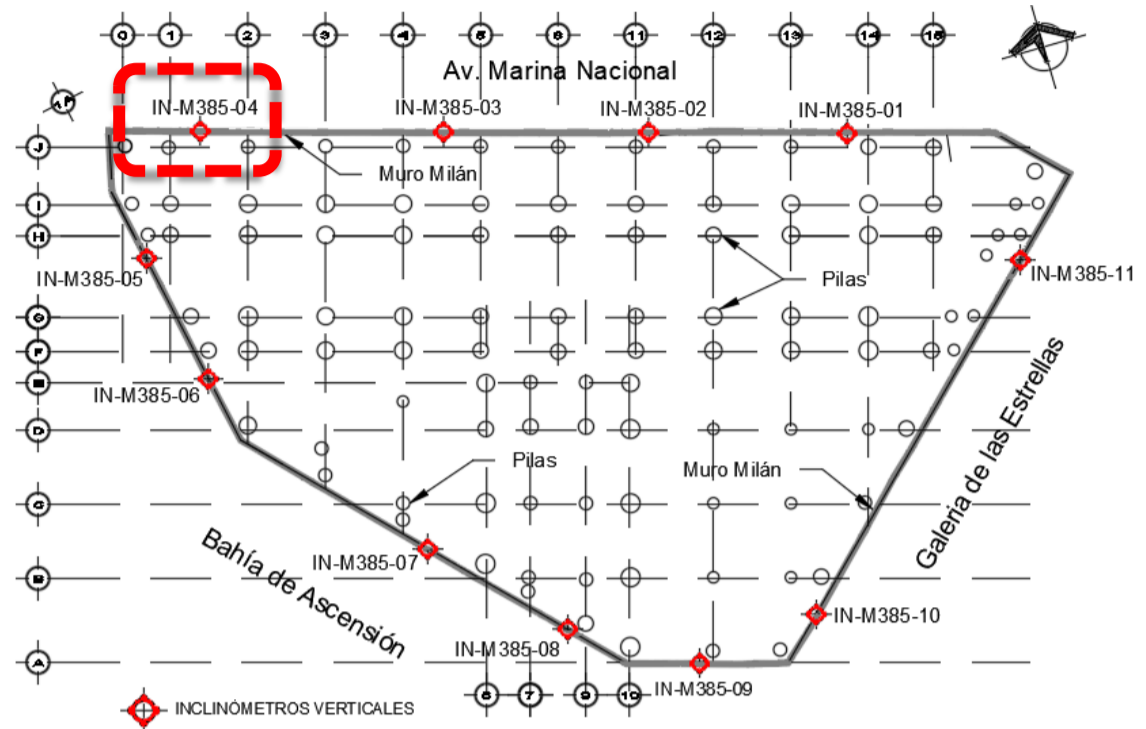 0 1 2 3 4 5 6 11 12 13 14 15
Av. Marina Nacional
IN-M385-04
IN-M385-03
IN-M385-02
IN-M385-01
J
Muro Milán
I
H
IN-M385-05
Pilas
IN-M385-11
G
F
E
IN-M385-06
D
Pilas
Muro Milán
Galeria de las Estrellas
C
Bahía de Ascensión
IN-M385-07
B
IN-M385-10
IN-M385-08
A
IN-M385-09
6 7 9 10
INCLINÓMETROS VERTICALES